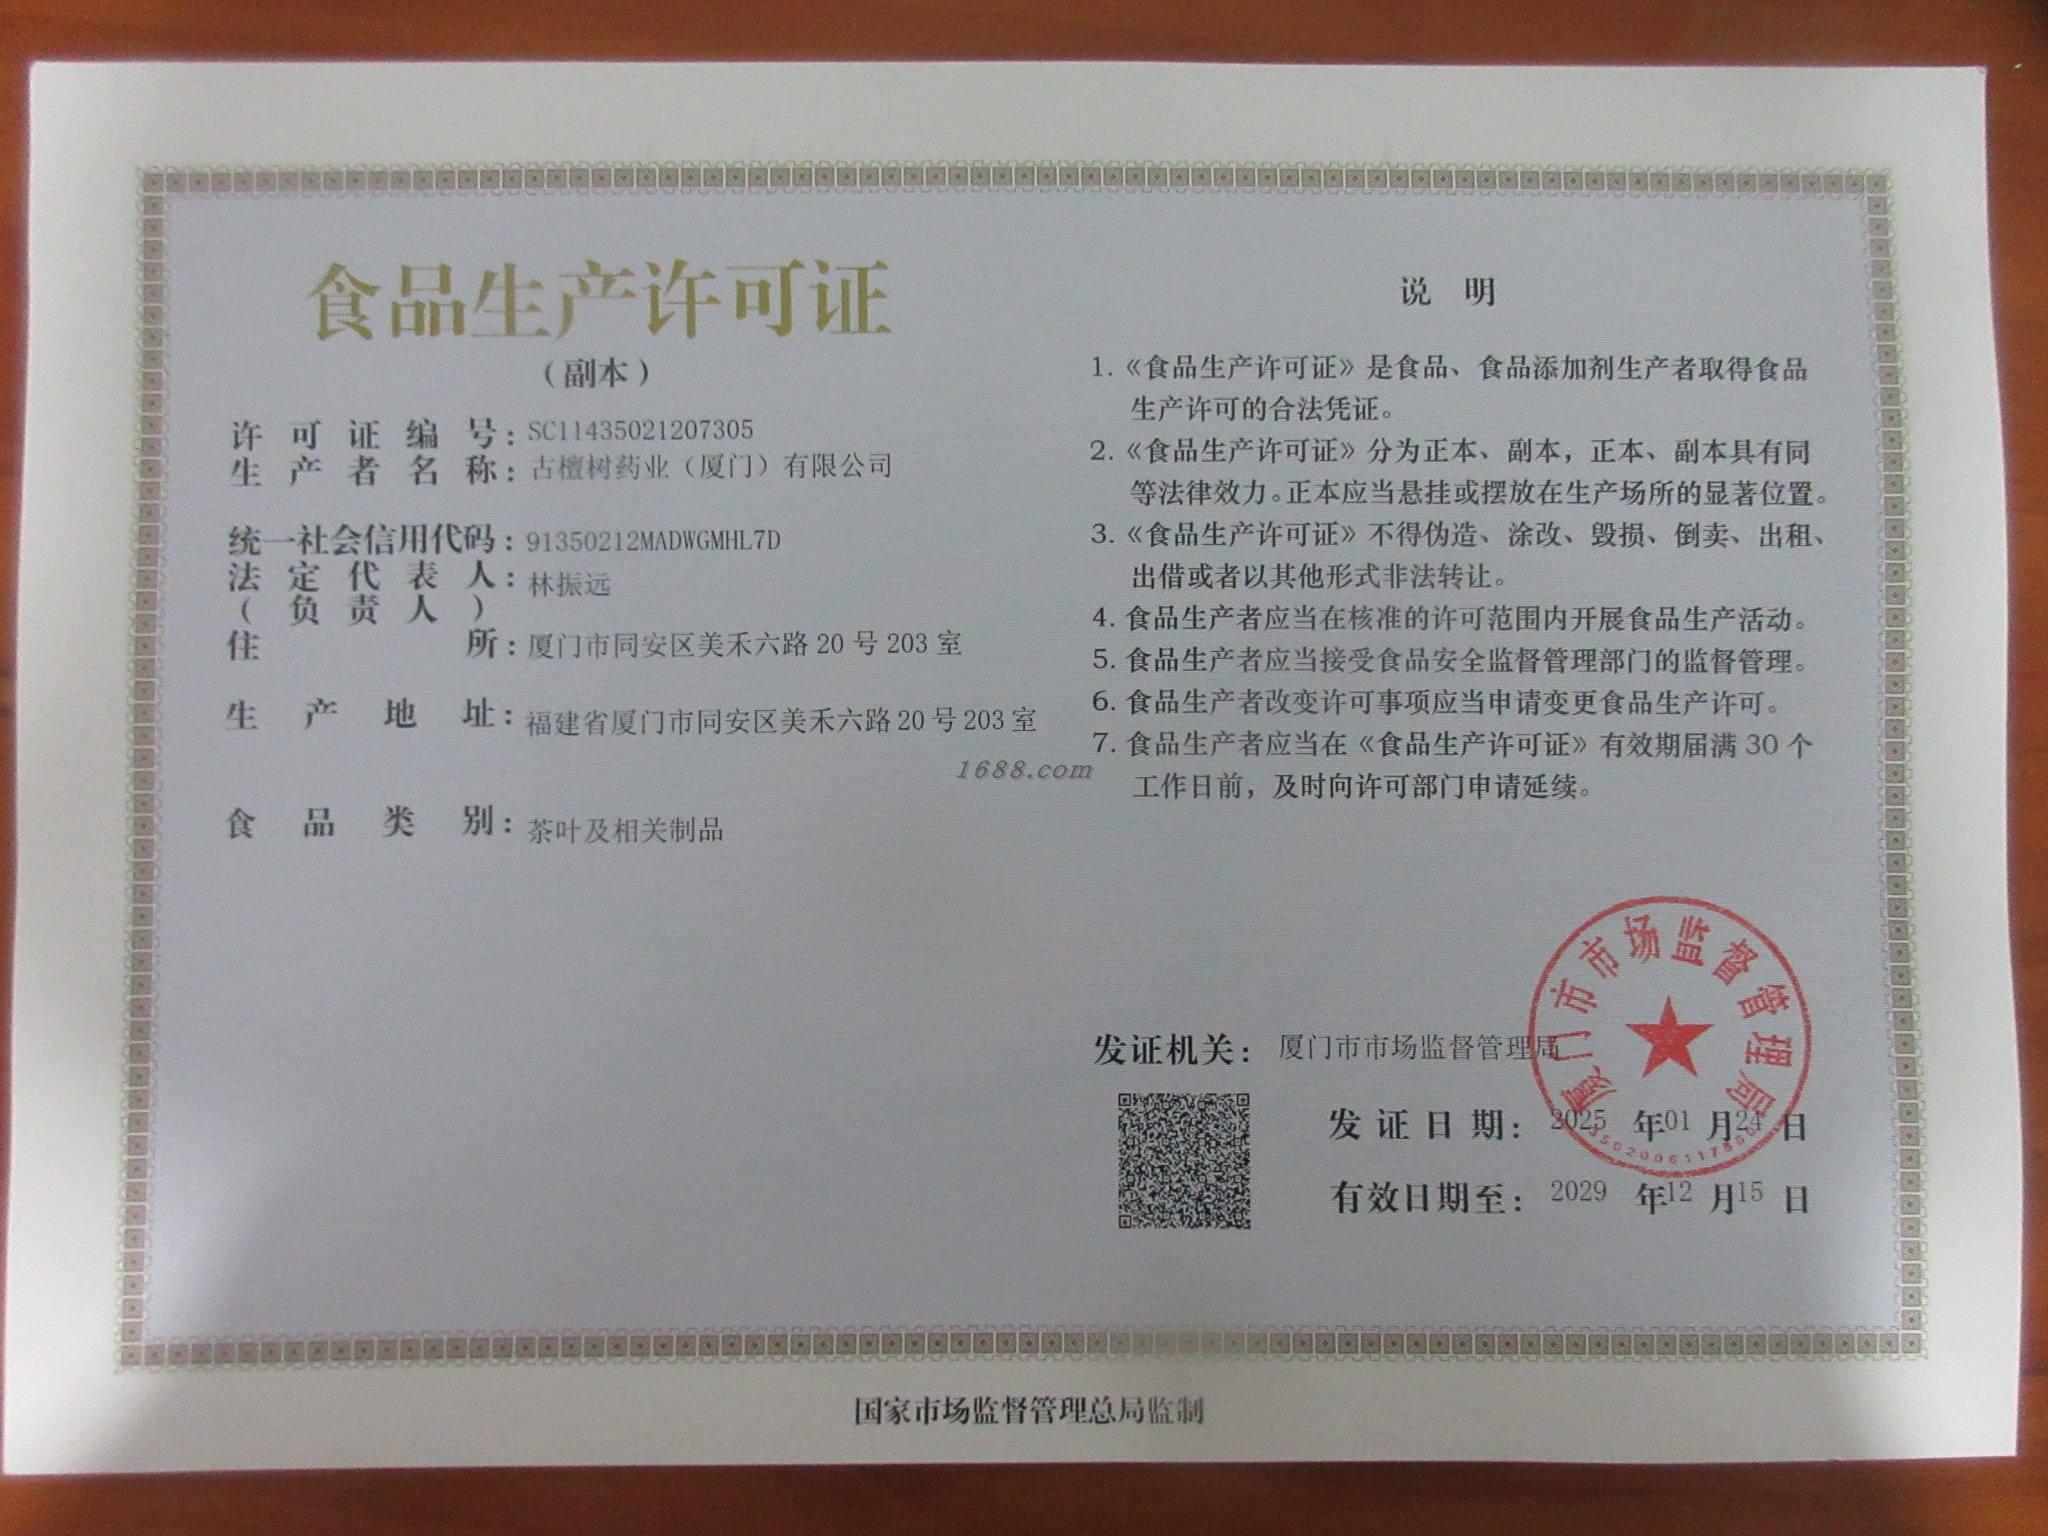 食品生产许可证
（副本）
许可证编号：SC11435021207305
生产者名称：古檀树药业（厦门）有限公司
统一社会信用代码：91350212MADWGMHL7D
法定代表人：林振远
（负责人）
住所：厦门市同安区美禾六路20号203室
生产地址：福建省厦门市同安区美禾六路20号203室
1688.com
食品类别：茶叶及相关制品
说明
1.《食品生产许可证》是食品、食品添加剂生产者取得食品
生产许可的合法凭证。
2.《食品生产许可证》分为正本、副本，正本、副本具有同
等法律效力。正本应当悬挂或摆放在生产场所的显著位置。
3.《食品生产许可证》不得伪造、涂改、毁损、倒卖、出租、
出借或者以其他形式非法转让。
4.食品生产者应当在核准的许可范围内开展食品生产活动。
5.食品生产者应当接受食品安全监督管理部门的监督管理。
6.食品生产者改变许可事项应当申请变更食品生产许可。
7.食品生产者应当在《食品生产许可证》有效期届满30个
工作日前，及时向许可部门申请延续。
发证机关：厦门市市场监督管理局
厦门市市场监督管理局
发证日期：2025年01月24日
有效日期至：2029年12月15日
国家市场监督管理总局监制